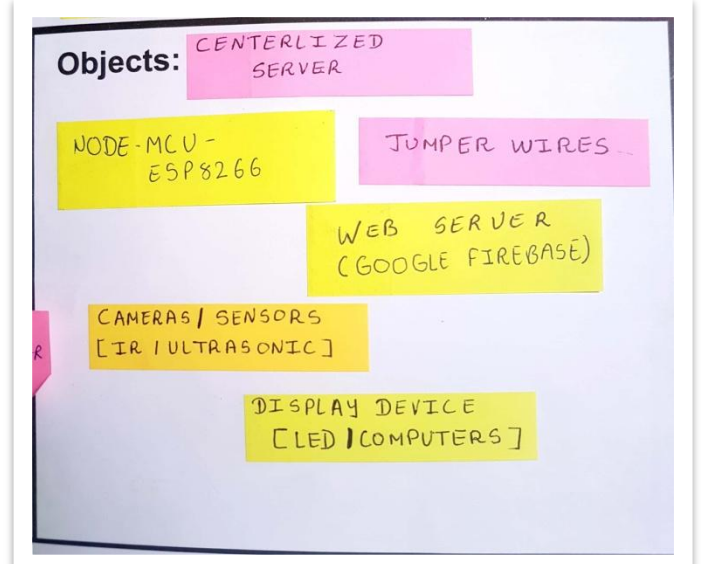 Objects:
CENTERLIZED
SERVER
NODE-MCU-
ESP8266
JUMPER WIRES
WEB SERVER
(GOOGLE FIREBASE)
CAMERAS/ SENSORS
[IR / ULTRASONIC]
R
DISPLAY DEVICE
[LED / COMPUTERS]